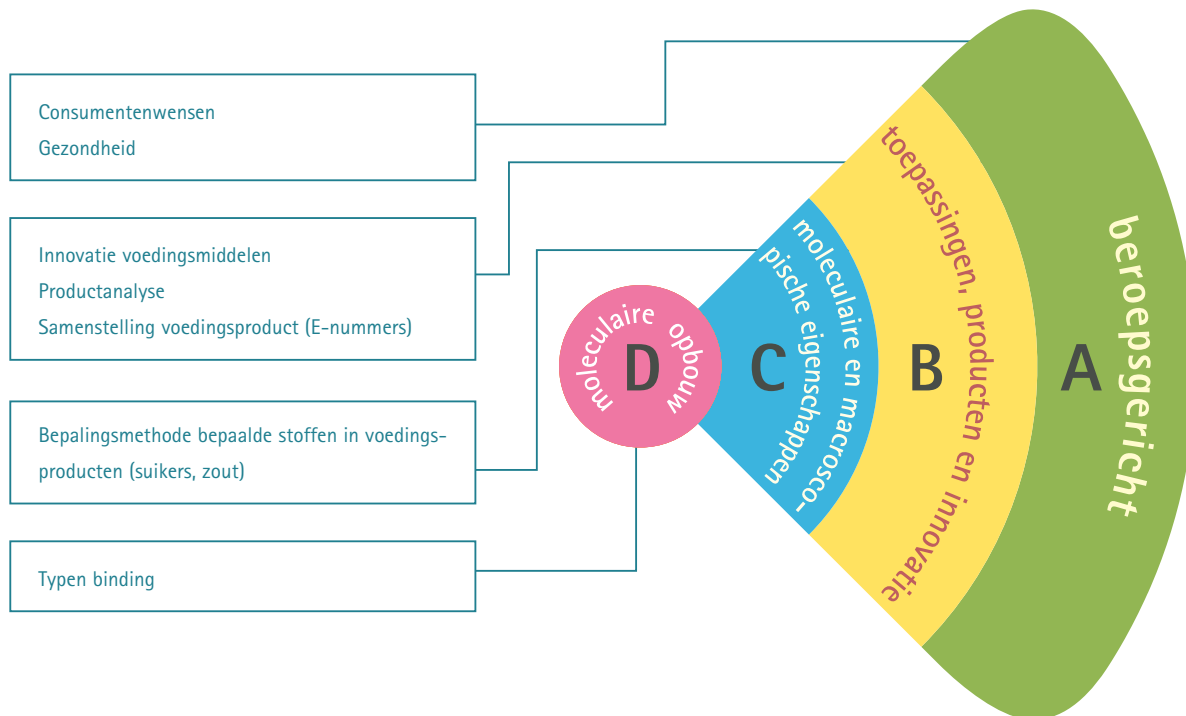 Consumentenwensen
Gezondheid
Innovatie voedingsmiddelen
Productanalyse
Samenstelling voedingsproduct (E-nummers)
Bepalingsmethode bepaalde stoffen in voedings-
producten (suikers, zout)
Typen binding
moleculaire opbouw
D
moleculaire en macrosco-
pische eigenschappen
C
toepassingen, producten en innovatie
B
beroepsgericht
A